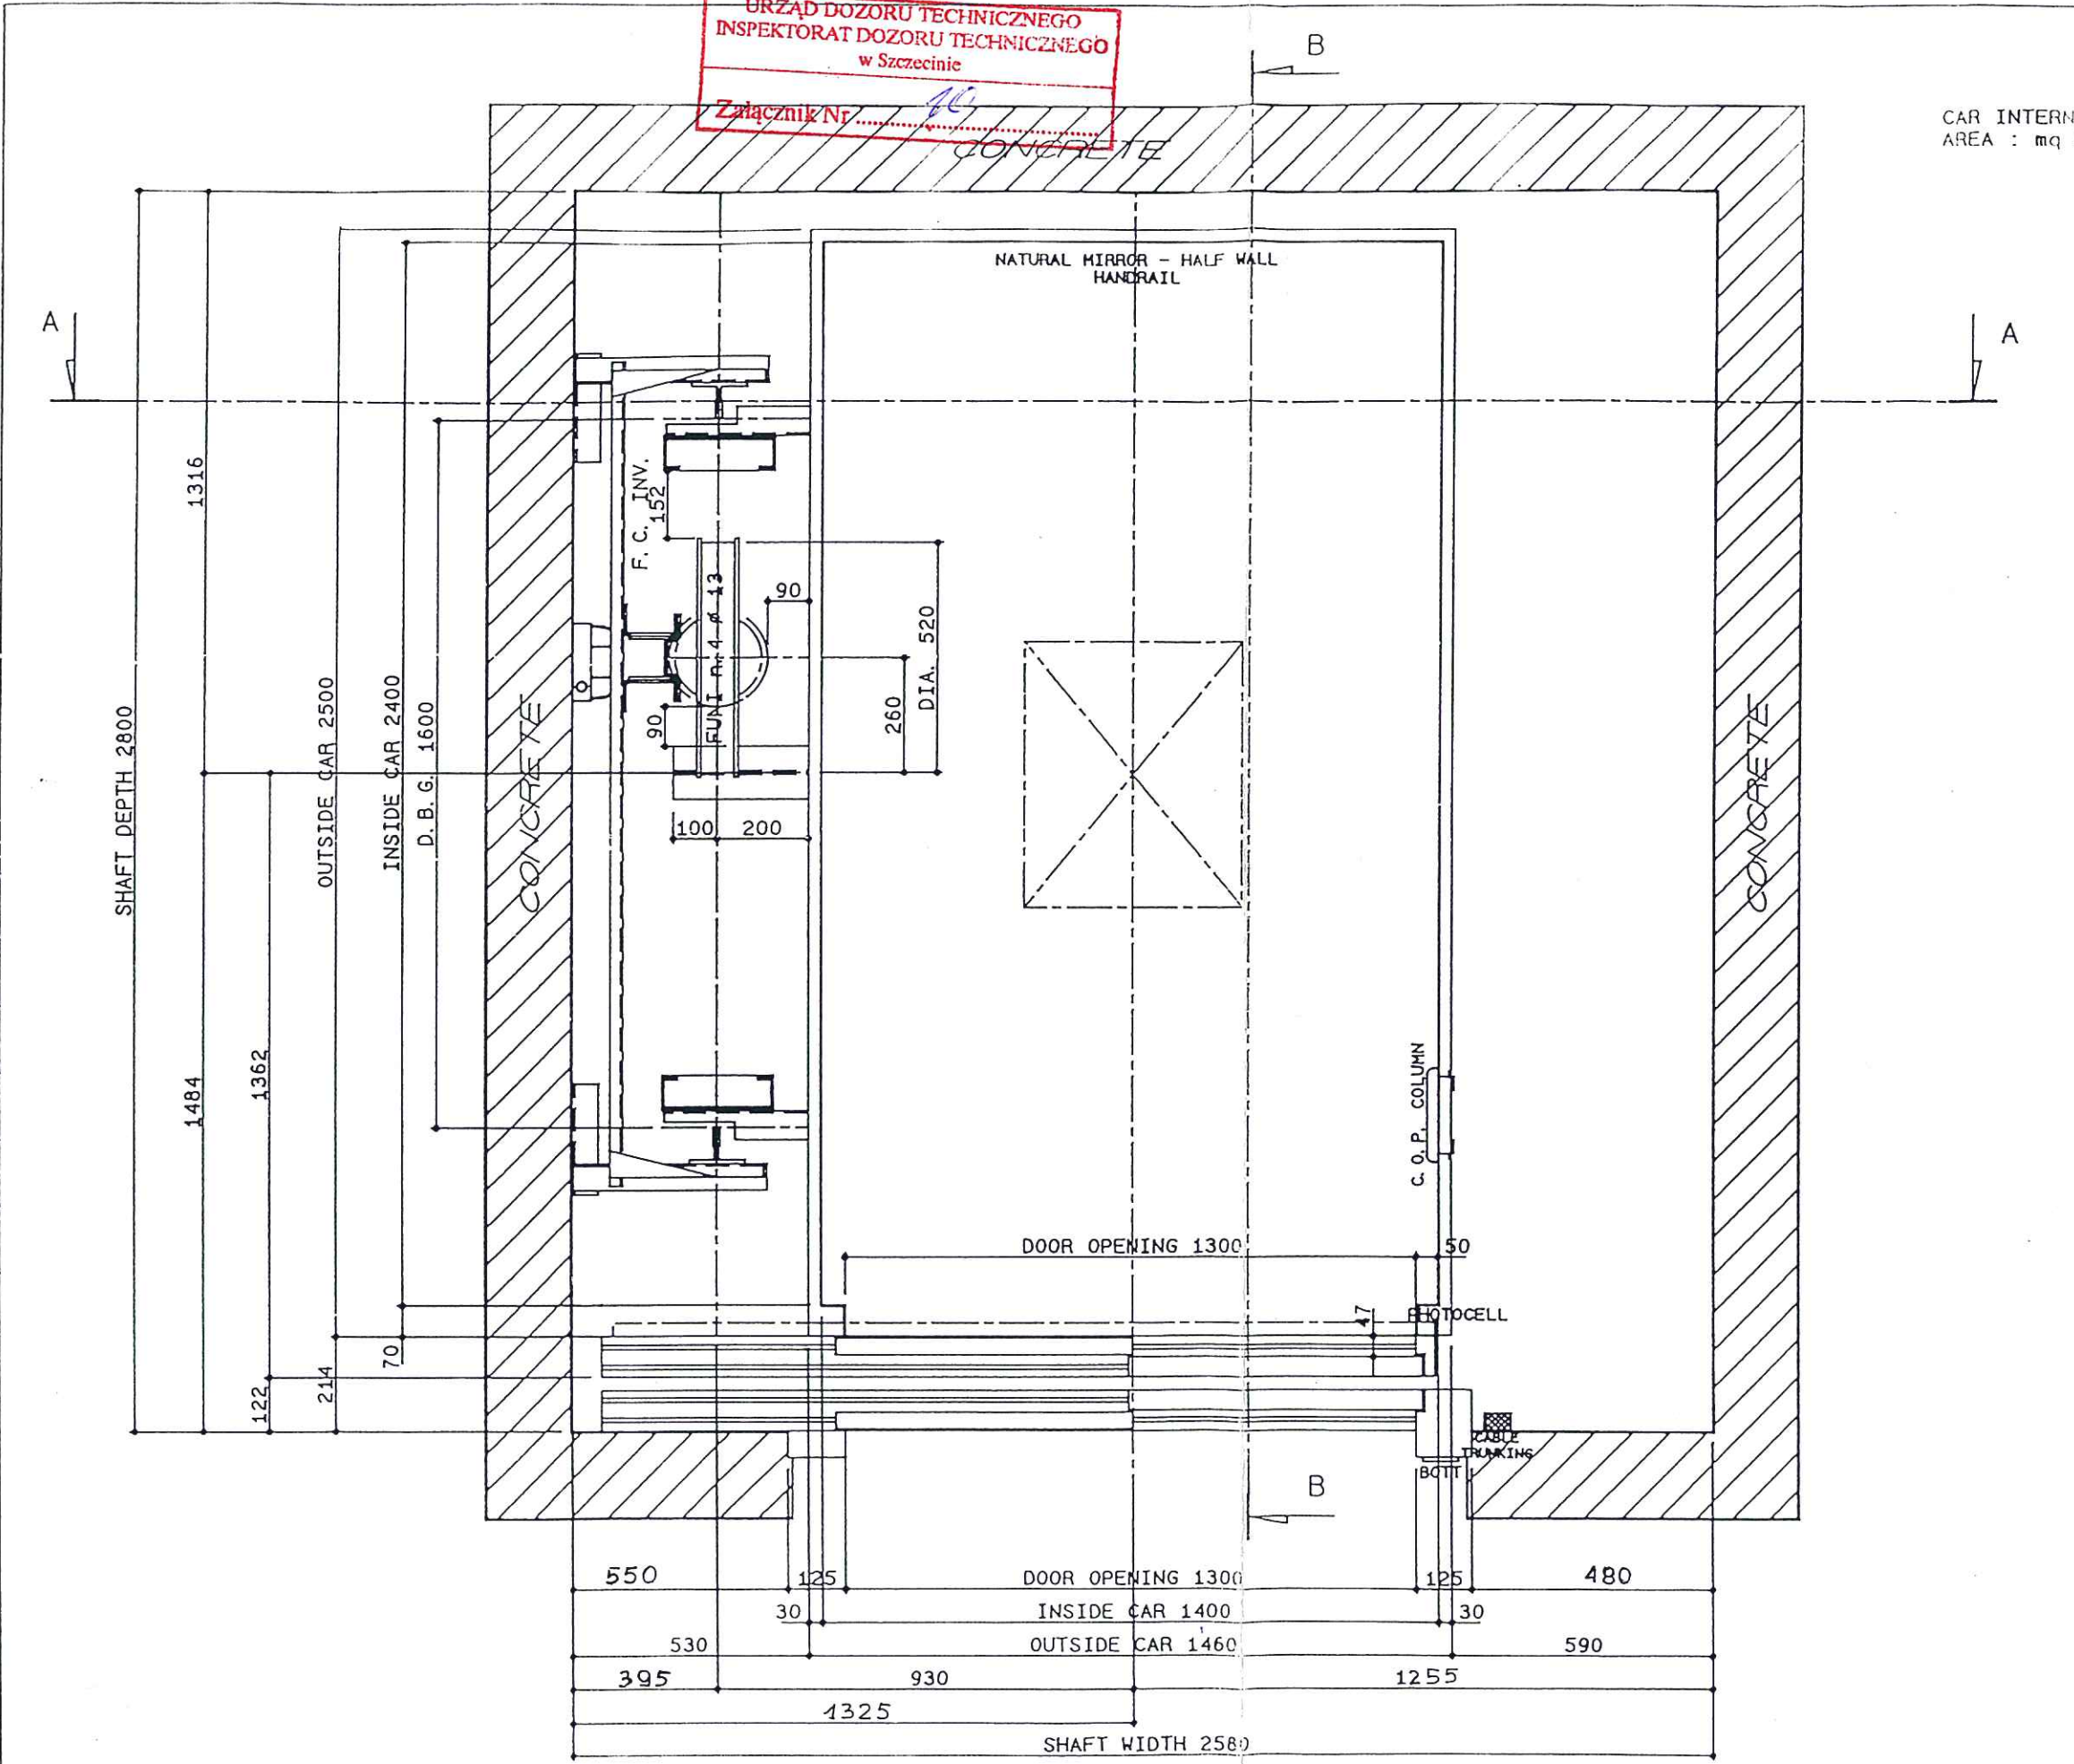 URZĄD DOZORU TECHNICZNEGO
INSPEKTORAT DOZORU TECHNICZNEGO
w Szczecinie
Załącznik Nr 10
B
CONCRETE
CAR INTERN
AREA : mq
NATURAL MIRROR - HALF WALL
HANDRAIL
A
A
1316
F. C. INV.
152
FUNI n. 4 ø 13
90
DIA. 520
260
90
100
200
SHAFT DEPTH 2800
OUTSIDE CAR 2500
INSIDE CAR 2400
D. B. G. 1600
CONCRETE
CONCRETE
1484
1362
C. O. P. COLUMN
DOOR OPENING 1300
50
47
PHOTOCELL
70
214
122
CABLE
TRUNKING
BOTT
B
550
125
DOOR OPENING 1300
125
480
30
INSIDE CAR 1400
30
530
OUTSIDE CAR 1460
590
395
930
1255
1325
SHAFT WIDTH 2580